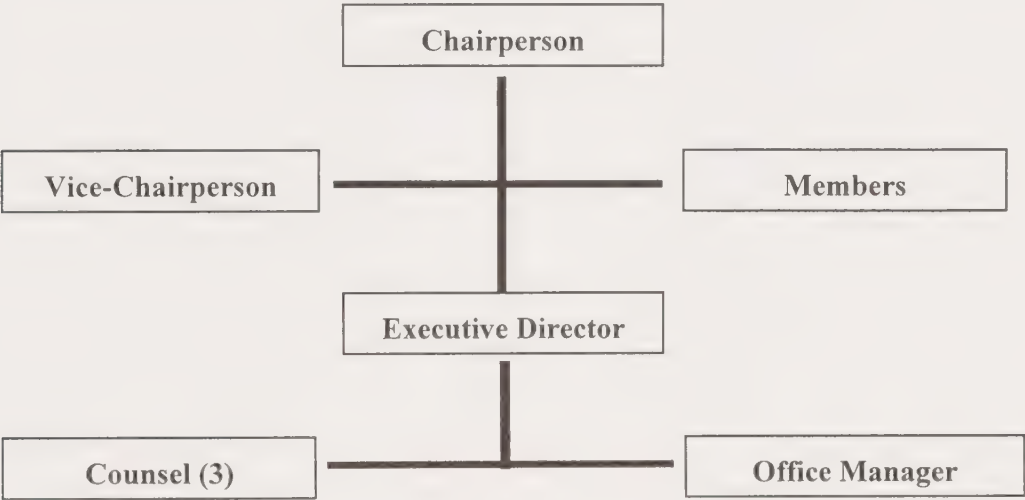 Chairperson
Vice-Chairperson
Members
Executive Director
Counsel (3)
Office Manager